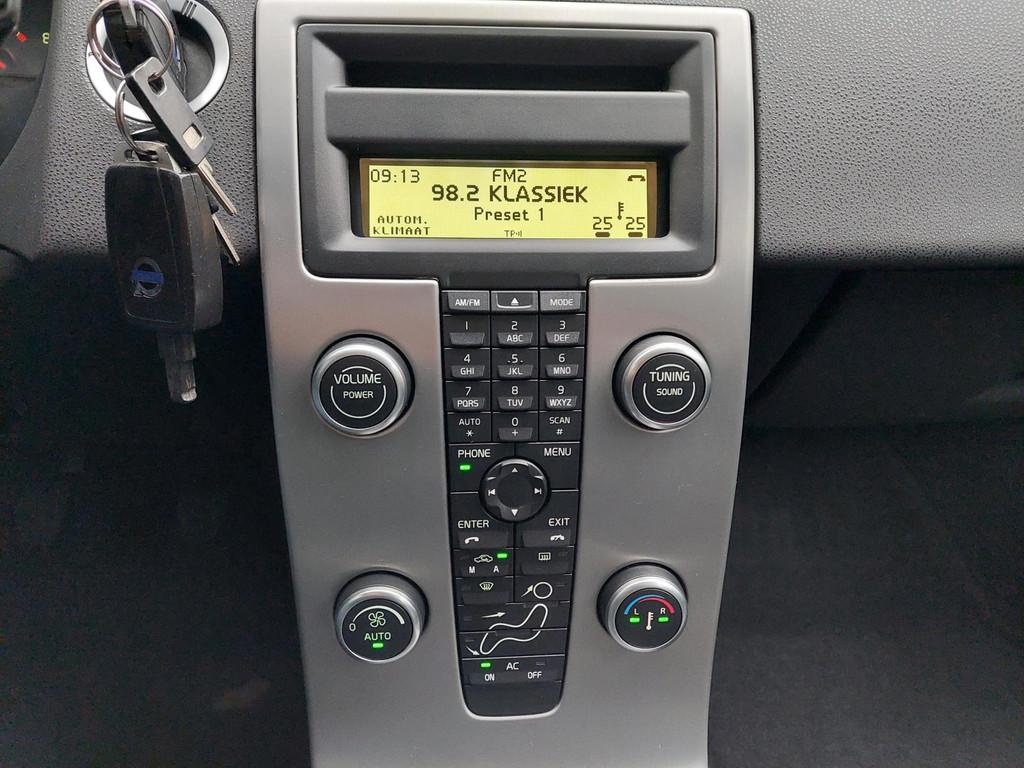 8
09:13 FM2
98.2 KLASSIEK
Preset 1
AUTOM.
KLIMAAT
TP
25 25
AM/FM MODE
1 2 ABC 3 DEF
4 GHI 5 JKL 6 MNO
7 PQRS 8 TUV 9 WXYZ
AUTO * 0 + SCAN #
VOLUME
POWER
TUNING
SOUND
PHONE MENU
ENTER EXIT
M A
0
AUTO
L R
AC
ON OFF